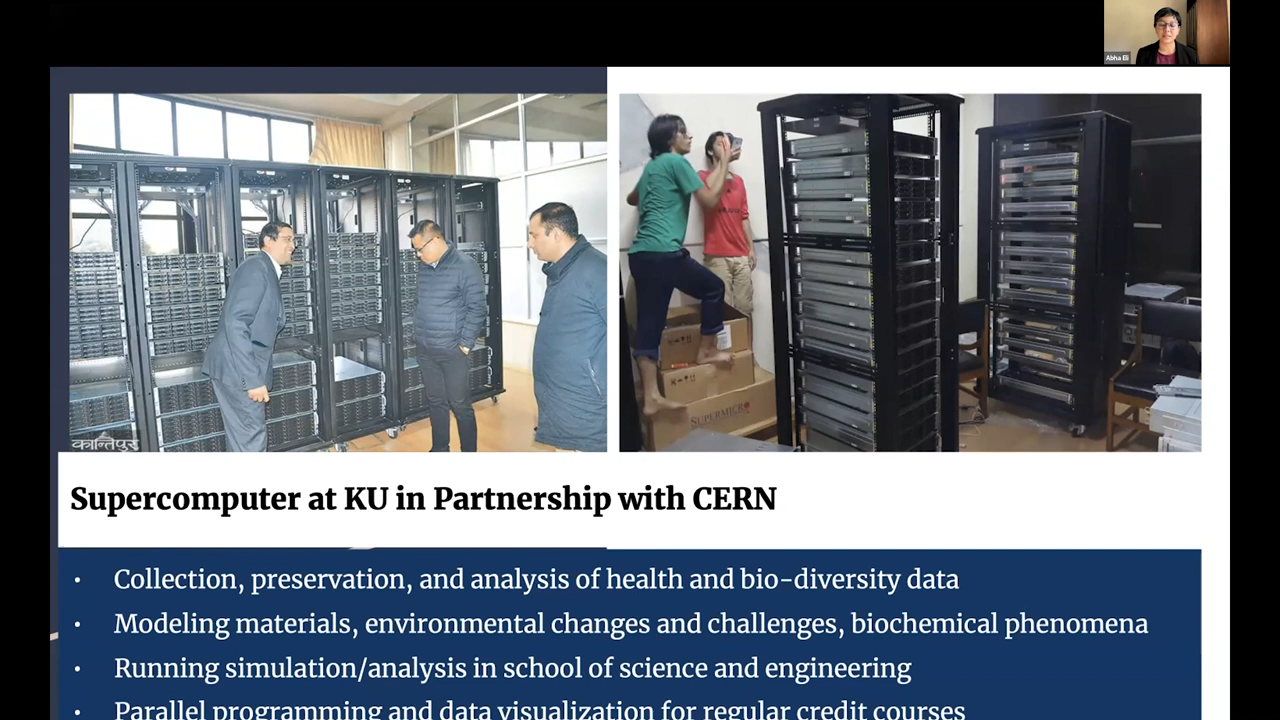 Abha Eli
कान्तिपुर
SUPERMICRO
Supercomputer at KU in Partnership with CERN
• Collection, preservation, and analysis of health and bio-diversity data
• Modeling materials, environmental changes and challenges, biochemical phenomena
• Running simulation/analysis in school of science and engineering
• Parallel programming and data visualization for regular credit courses